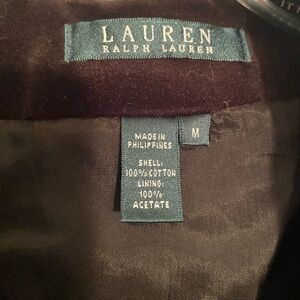 LAUREN
RALPH LAUREN
M
MADE IN
PHILIPPINES
SHELL:
100% COTTON
LINING:
100%
ACETATE